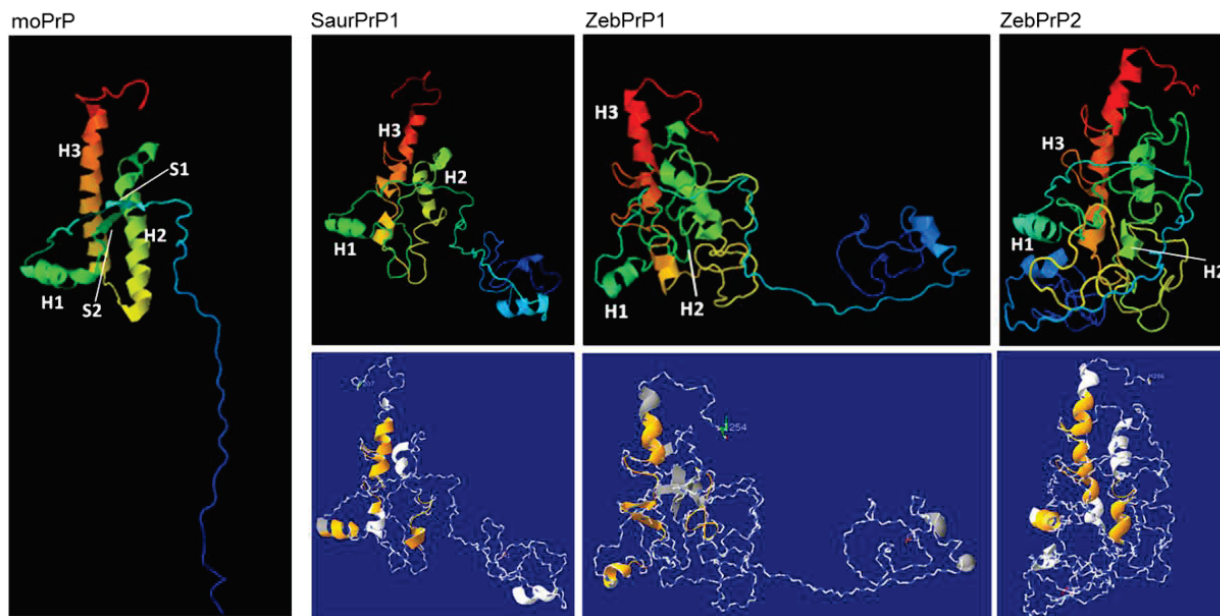 moPrP
SaurPrP1
ZebPrP1
ZebPrP2
H3
S1
H2
H1
S2
H3
H2
H1
H3
H1
H2
H3
H1
H2
254